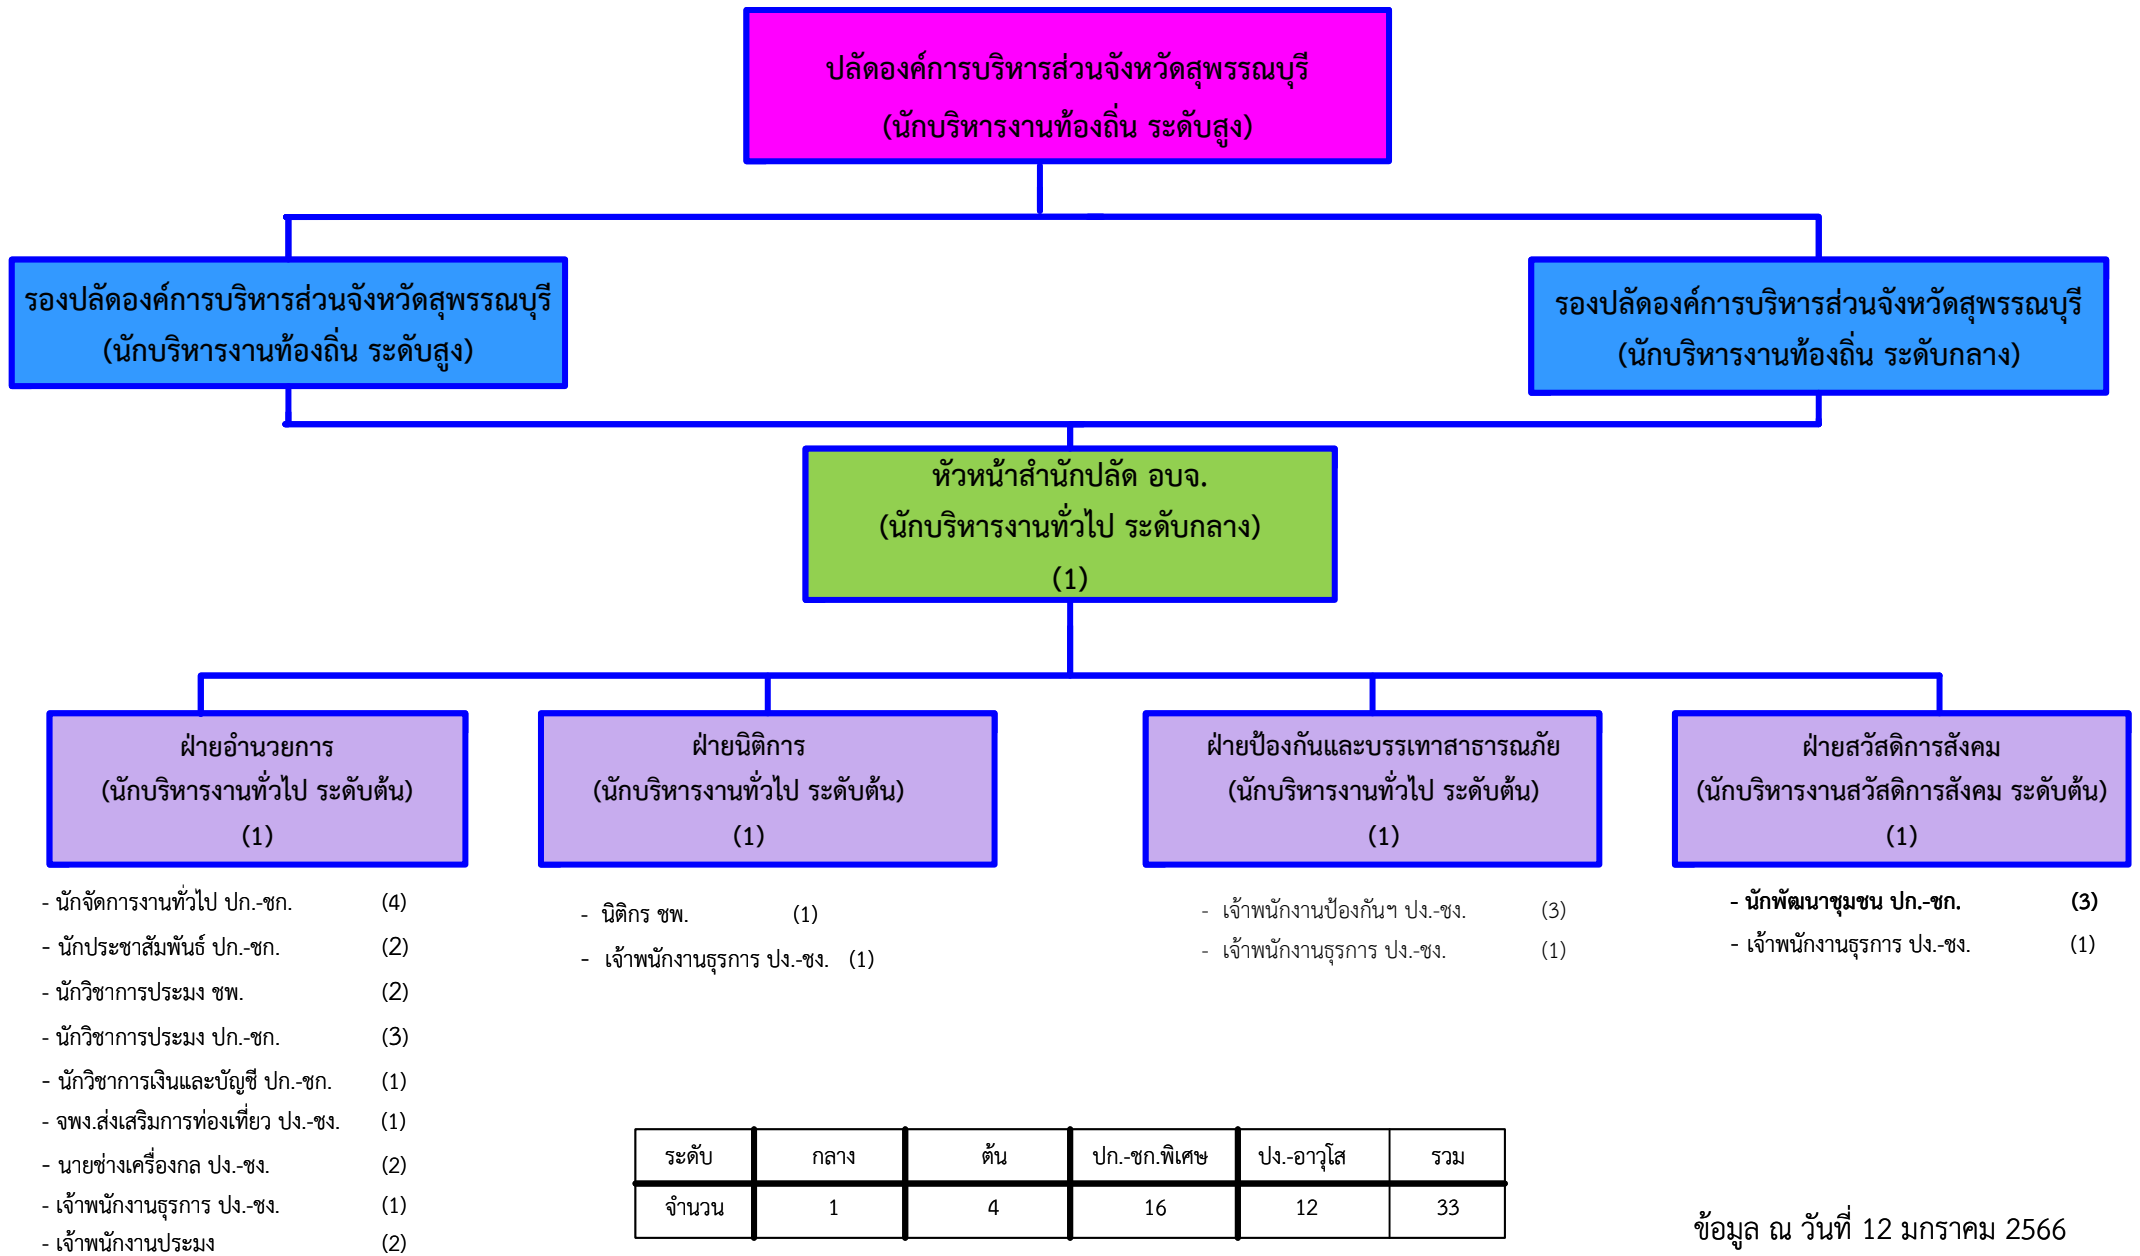 ปลัดองค์การบริหารส่วนจังหวัดสุพรรณบุรี
(นักบริหารงานท้องถิ่น ระดับสูง)
รองปลัดองค์การบริหารส่วนจังหวัดสุพรรณบุรี
(นักบริหารงานท้องถิ่น ระดับสูง)
รองปลัดองค์การบริหารส่วนจังหวัดสุพรรณบุรี
(นักบริหารงานท้องถิ่น ระดับกลาง)
หัวหน้าสำนักปลัด อบจ.
(นักบริหารงานทั่วไป ระดับกลาง)
(1)
ฝ่ายอำนวยการ
(นักบริหารงานทั่วไป ระดับต้น)
(1)
ฝ่ายนิติการ
(นักบริหารงานทั่วไป ระดับต้น)
(1)
ฝ่ายป้องกันและบรรเทาสาธารณภัย
(นักบริหารงานทั่วไป ระดับต้น)
(1)
ฝ่ายสวัสดิการสังคม
(นักบริหารงานสวัสดิการสังคม ระดับต้น)
(1)
- นักจัดการงานทั่วไป ปก.-ชก. (4)
- นักประชาสัมพันธ์ ปก.-ชก. (2)
- นักวิชาการประมง ชพ. (2)
- นักวิชาการประมง ปก.-ชก. (3)
- นักวิชาการเงินและบัญชี ปก.-ชก. (1)
- จพง.ส่งเสริมการท่องเที่ยว ปง.-ชง. (1)
- นายช่างเครื่องกล ปง.-ชง. (2)
- เจ้าพนักงานธุรการ ปง.-ชง. (1)
- เจ้าพนักงานประมง (2)
- นิติกร ชพ. (1)
- เจ้าพนักงานธุรการ ปง.-ชง. (1)
- เจ้าพนักงานป้องกันฯ ปง.-ชง. (3)
- เจ้าพนักงานธุรการ ปง.-ชง. (1)
- นักพัฒนาชุมชน ปก.-ชก. (3)
- เจ้าพนักงานธุรการ ปง.-ชง. (1)
ระดับ กลาง ต้น ปก.-ชก.พิเศษ ปง.-อาวุโส รวม
จำนวน 1 4 16 12 33
ข้อมูล ณ วันที่ 12 มกราคม 2566